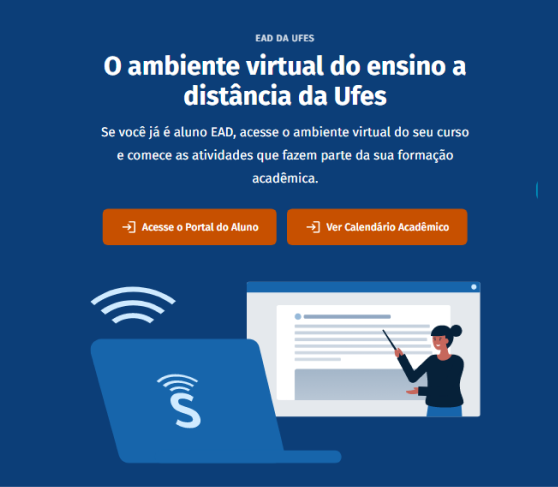 EAD DA UFES
O ambiente virtual do ensino a
distância da Ufes
Se você já é aluno EAD, acesse o ambiente virtual do seu curso
e comece as atividades que fazem parte da sua formação
acadêmica.
Acesse o Portal do Aluno
Ver Calendário Acadêmico
S